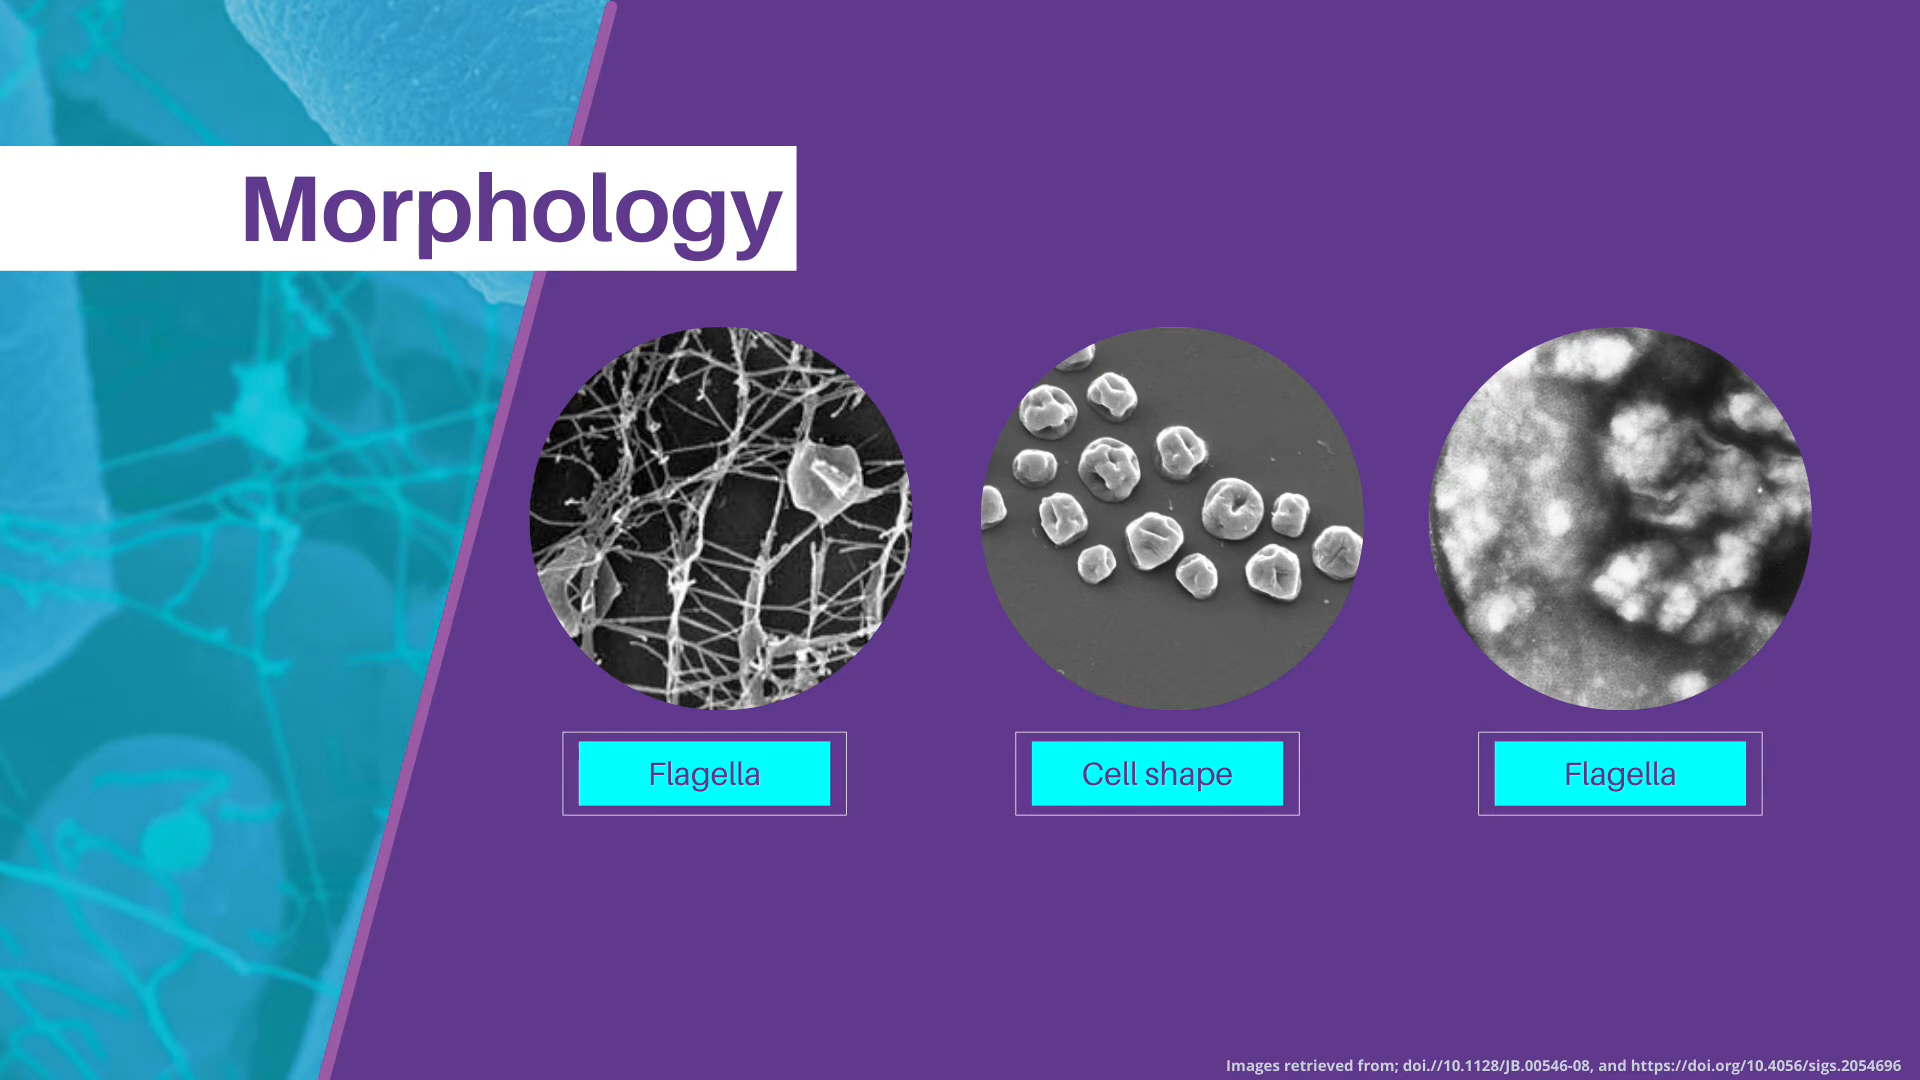 Morphology
Flagella
Cell shape
Flagella
Images retrieved from; doi.//10.1128/JB.00546-08, and https://doi.org/10.4056/sigs.2054696